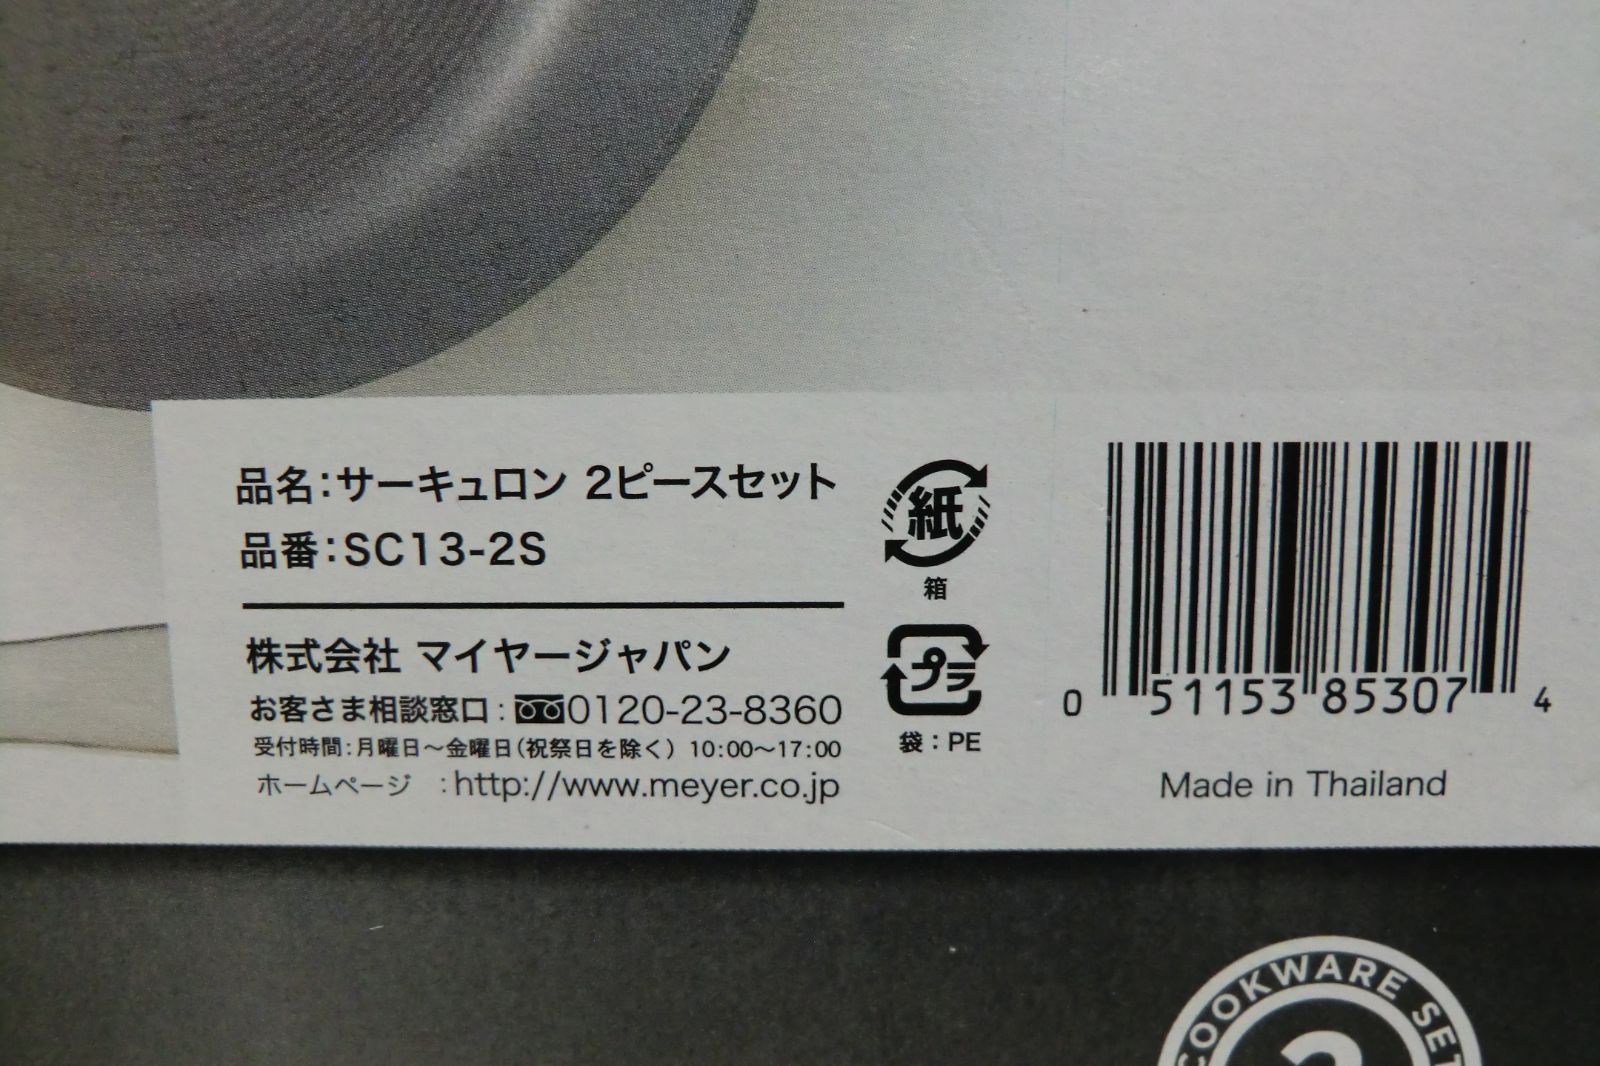 品名：サーキュロン 2ピースセット
品番：SC13-2S
株式会社 マイヤージャパン
お客さま相談窓口：0120-23-8360
受付時間：月曜日～金曜日（祝祭日を除く）10:00～17:00
ホームページ ：http://www.meyer.co.jp
紙
箱
プラ
袋：PE
0 51153 85307 4
Made in Thailand
COOKWARE SET
2